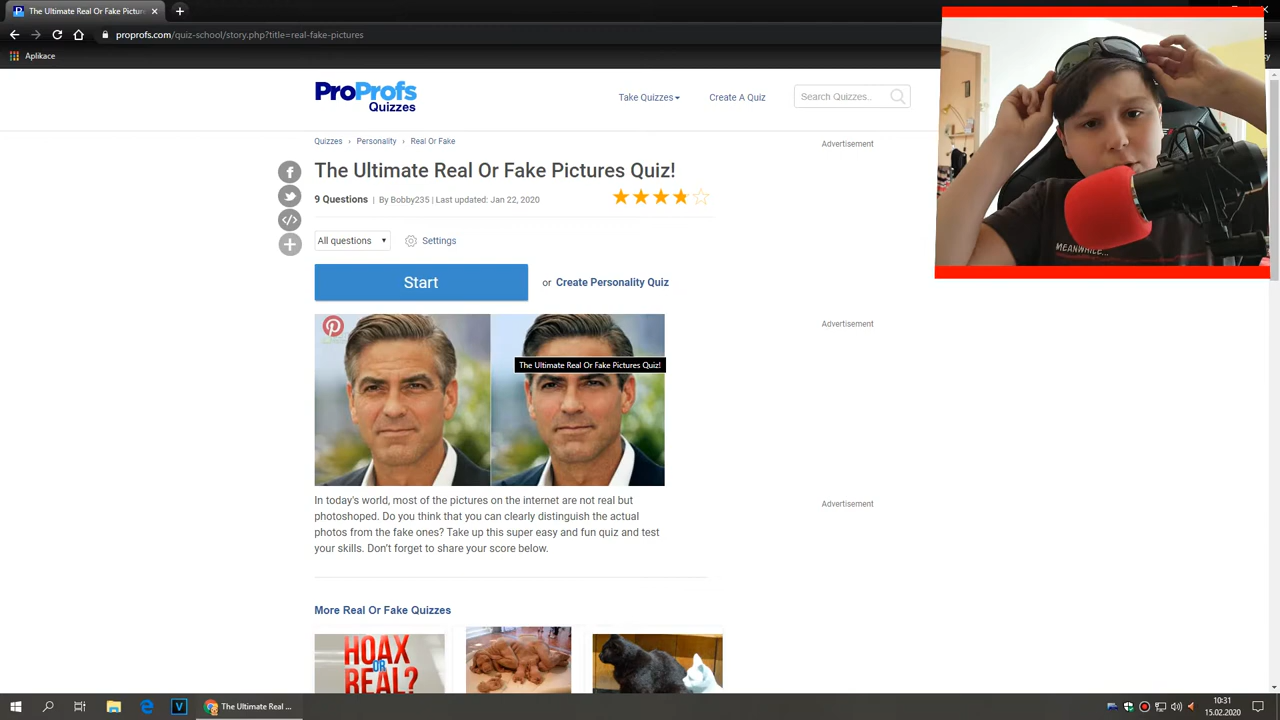 The Ultimate Real Or Fake Pictur
proprofs.com/quiz-school/story.php?title=real-fake-pictures
Aplikace
ProProfs
Quizzes
Take Quizzes
Create A Quiz
Search Quizzes..
Quizzes › Personality › Real Or Fake
Advertisement
The Ultimate Real Or Fake Pictures Quiz!
9 Questions | By Bobby235 | Last updated: Jan 22, 2020
All questions
Settings
Start
or Create Personality Quiz
Advertisement
The Ultimate Real Or Fake Pictures Quiz!
In today's world, most of the pictures on the internet are not real but
photoshoped. Do you think that you can clearly distinguish the actual
photos from the fake ones? Take up this super easy and fun quiz and test
your skills. Don't forget to share your score below.
Advertisement
More Real Or Fake Quizzes
HOAX
OR
REAL?
MEANWHILE...
The Ultimate Real ...
10:31
15.02.2020